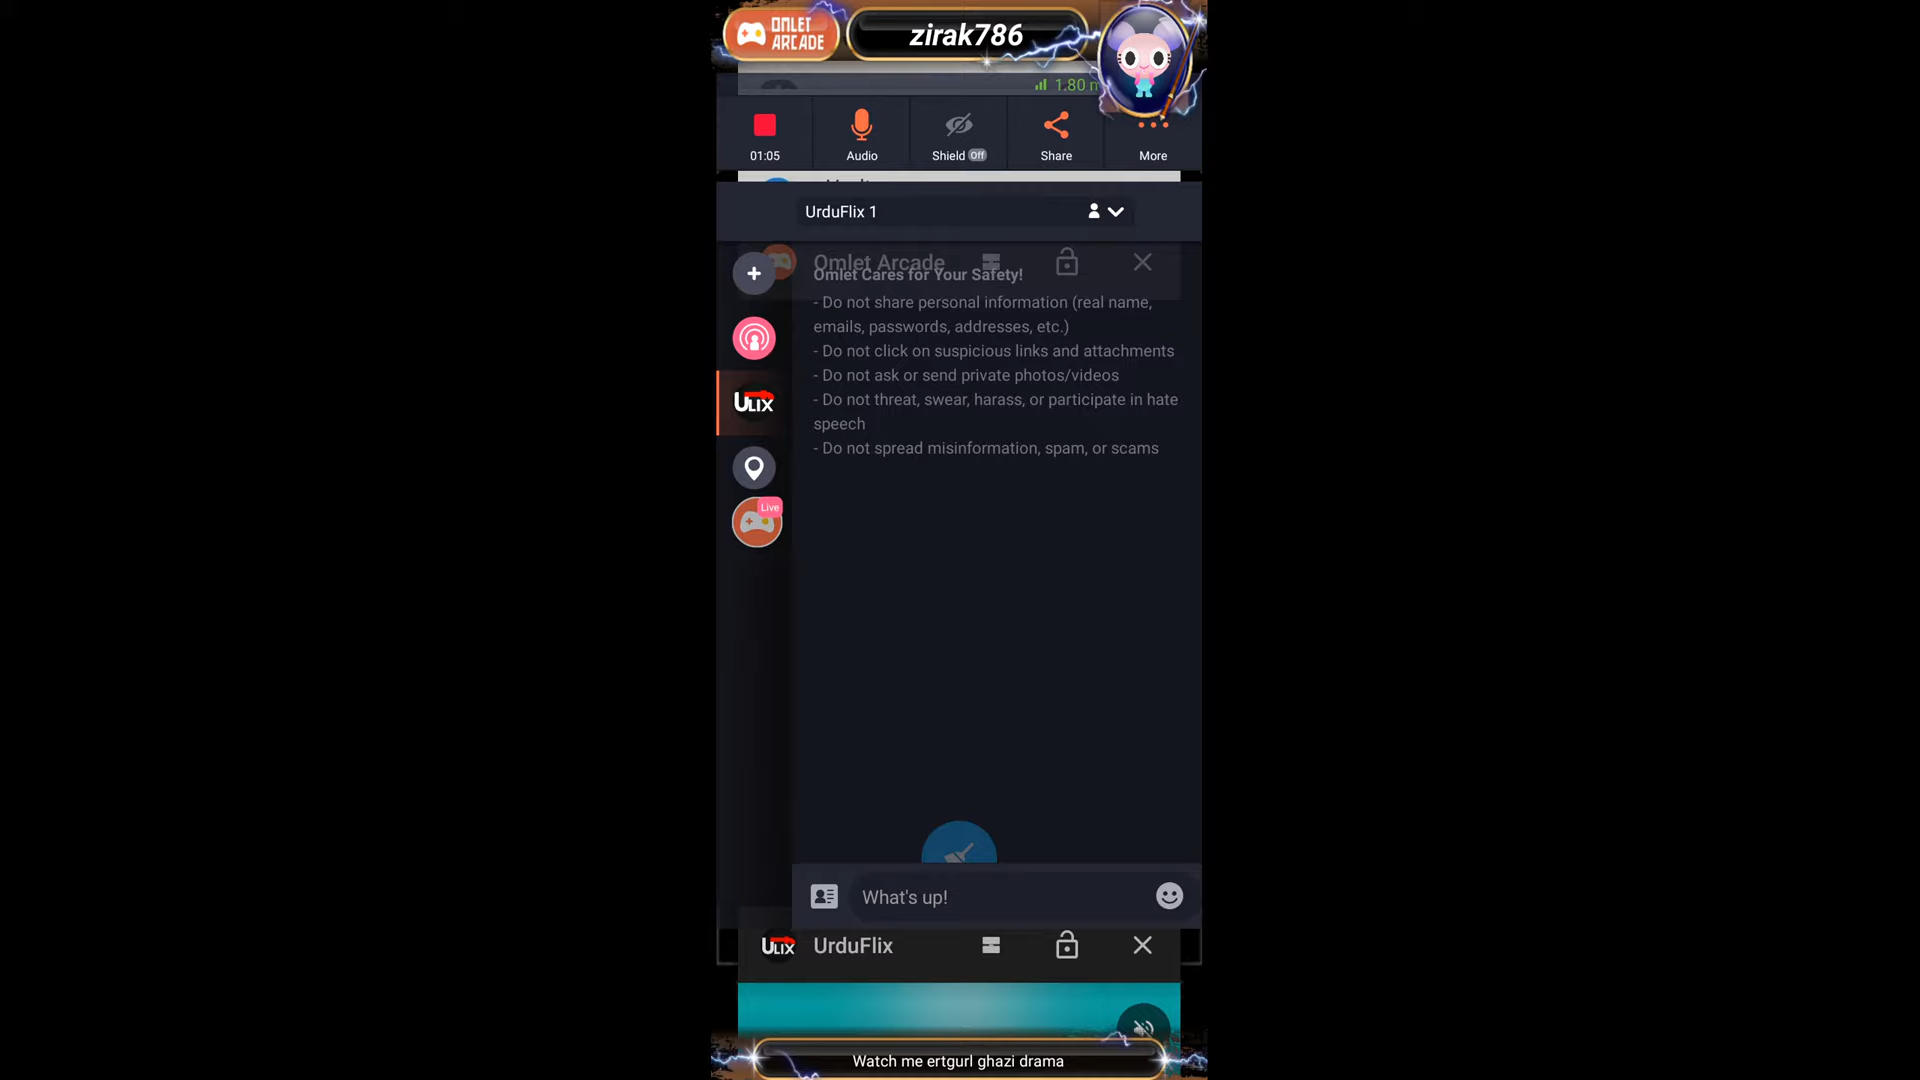 OMLET
ARCADE
zirak786
1.80 m
01:05
Audio
Shield Off
Share
More
UrduFlix 1
Omlet Arcade
Omlet Cares for Your Safety!
- Do not share personal information (real name,
emails, passwords, addresses, etc.)
- Do not click on suspicious links and attachments
- Do not ask or send private photos/videos
- Do not threat, swear, harass, or participate in hate
speech
- Do not spread misinformation, spam, or scams
ULIX
Live
What's up!
ULIX UrduFlix
Watch me ertgurl ghazi drama